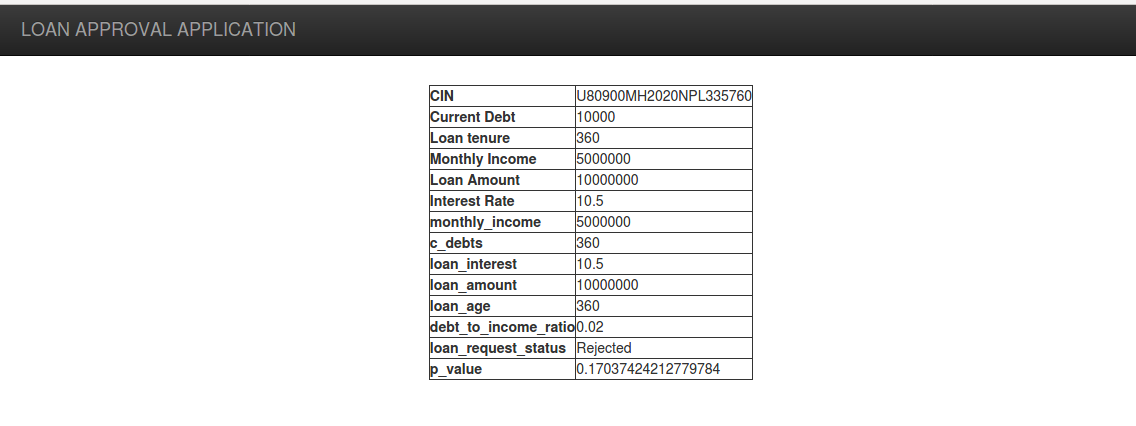 LOAN APPROVAL APPLICATION
CIN U80900MH2020NPL335760
Current Debt 10000
Loan tenure 360
Monthly Income 5000000
Loan Amount 10000000
Interest Rate 10.5
monthly_income 5000000
c_debts 360
loan_interest 10.5
loan_amount 10000000
loan_age 360
debt_to_income_ratio 0.02
loan_request_status Rejected
p_value 0.17037424212779784